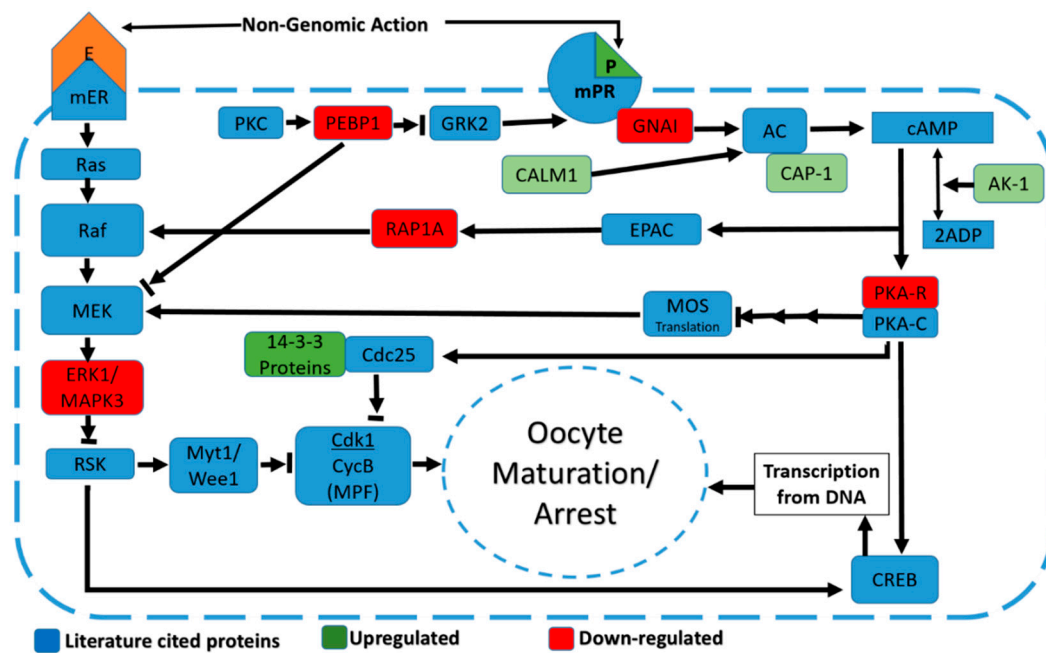 Non-Genomic Action
E
mER
P
mPR
PKC
PEBP1
GRK2
GNAI
AC
cAMP
Ras
CALM1
CAP-1
AK-1
Raf
RAP1A
EPAC
2ADP
MEK
MOS
Translation
PKA-R
PKA-C
14-3-3
Proteins
Cdc25
ERK1/
MAPK3
RSK
Myt1/
Wee1
Cdk1
CycB
(MPF)
Oocyte
Maturation/
Arrest
Transcription
from DNA
CREB
Literature cited proteins
Upregulated
Down-regulated